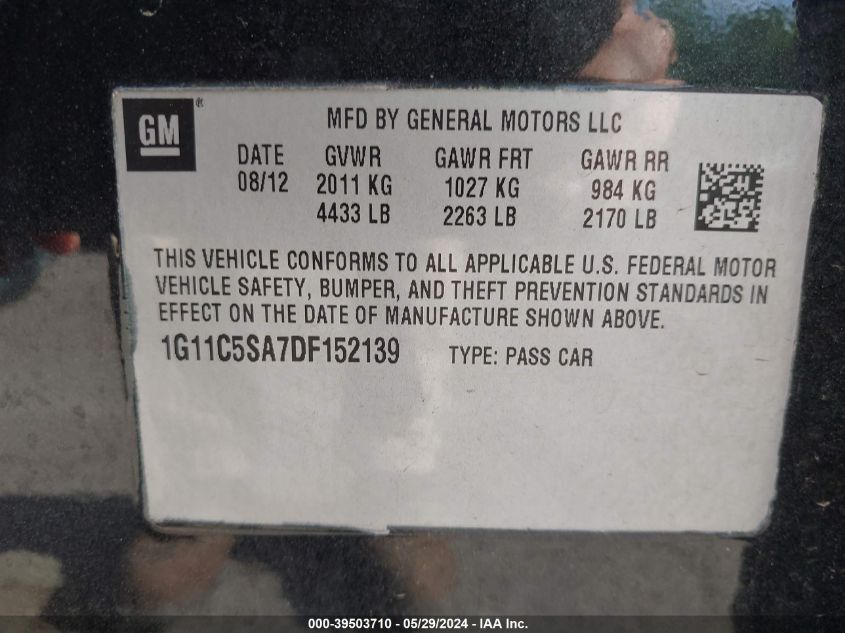 GM ®
MFD BY GENERAL MOTORS LLC
DATE GVWR GAWR FRT GAWR RR
08/12 2011 KG 1027 KG 984 KG
4433 LB 2263 LB 2170 LB
THIS VEHICLE CONFORMS TO ALL APPLICABLE U.S. FEDERAL MOTOR
VEHICLE SAFETY, BUMPER, AND THEFT PREVENTION STANDARDS IN
EFFECT ON THE DATE OF MANUFACTURE SHOWN ABOVE.
1G11C5SA7DF152139 TYPE: PASS CAR
000-39503710 - 05/29/2024 - IAA Inc.